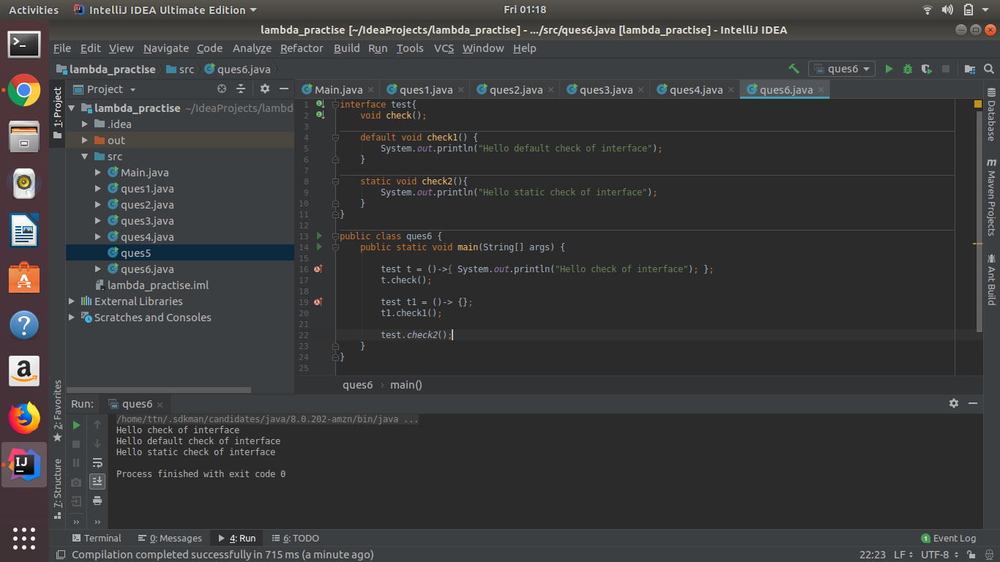 Activities IntelliJ IDEA Ultimate Edition Fri 01:18
lambda_practise [~/IdeaProjects/lambda_practise] - .../src/ques6.java [lambda_practise] - IntelliJ IDEA
File Edit View Navigate Code Analyze Refactor Build Run Tools VCS Window Help
lambda_practise src ques6.java ques6
Project
Main.java ques1.java ques2.java ques3.java ques4.java ques6.java
1: Project
lambda_practise ~/IdeaProjects/lambd
.idea
out
src
Main.java
ques1.java
ques2.java
ques3.java
ques4.java
ques5
ques6.java
lambda_practise.iml
External Libraries
Scratches and Consoles
1 interface test{
2 void check();
3
4 default void check1() {
5 System.out.println("Hello default check of interface");
6 }
7
8 static void check2(){
9 System.out.println("Hello static check of interface");
10 }
11 }
12
13 public class ques6 {
14 public static void main(String[] args) {
15
16 test t = ()->{ System.out.println("Hello check of interface"); };
17 t.check();
18
19 test t1 = ()-> {};
20 t1.check1();
21
22 test.check2();
23 }
24 }
25
ques6 › main()
Database
m Maven Projects
Ant Build
2: Favorites
7: Structure
Run: ques6
/home/ttn/.sdkman/candidates/java/8.0.202-amzn/bin/java ...
Hello check of interface
Hello default check of interface
Hello static check of interface
Process finished with exit code 0
Terminal 0: Messages 4: Run 6: TODO 1 Event Log
Compilation completed successfully in 715 ms (a minute ago) 22:23 LF UTF-8